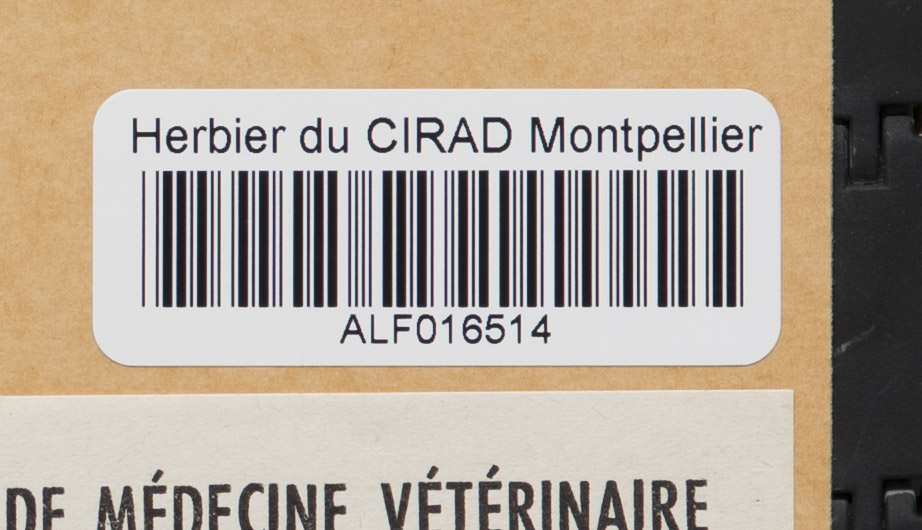 Herbier du CIRAD Montpellier
ALF016514
DE MÉDECINE VÉTÉRINAIRE